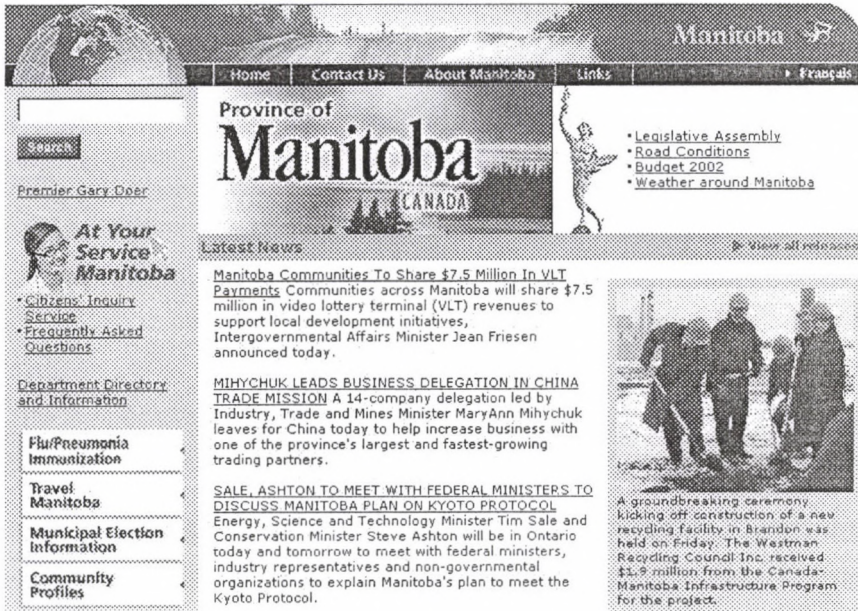 Manitoba
Home
Contact Us
About Manitoba
Links
Français
Search
Premier Gary Doer
At Your
Service
Manitoba
• Citizens' Inquiry
Service
• Frequently Asked
Questions
Department Directory
and Information
Flu/Pneumonia
Immunization
Travel
Manitoba
Municipal Election
Information
Community
Profiles
Province of
Manitoba
CANADA
• Legislative Assembly
• Road Conditions
• Budget 2002
• Weather around Manitoba
Latest News
View all releases
Manitoba Communities To Share $7.5 Million In VLT
Payments Communities across Manitoba will share $7.5
million in video lottery terminal (VLT) revenues to
support local development initiatives,
Intergovernmental Affairs Minister Jean Friesen
announced today.
MIHYCHUK LEADS BUSINESS DELEGATION IN CHINA
TRADE MISSION A 14-company delegation led by
Industry, Trade and Mines Minister MaryAnn Mihychuk
leaves for China today to help increase business with
one of the province's largest and fastest-growing
trading partners.
SALE, ASHTON TO MEET WITH FEDERAL MINISTERS TO
DISCUSS MANITOBA PLAN ON KYOTO PROTOCOL
Energy, Science and Technology Minister Tim Sale and
Conservation Minister Steve Ashton will be in Ontario
today and tomorrow to meet with federal ministers,
industry representatives and non-governmental
organizations to explain Manitoba's plan to meet the
Kyoto Protocol.
A groundbreaking ceremony
kicking off construction of a new
recycling facility in Brandon was
held on Friday. The Westman
Recycling Council Inc. received
$1.9 million from the Canada-
Manitoba Infrastructure Program
for the project.